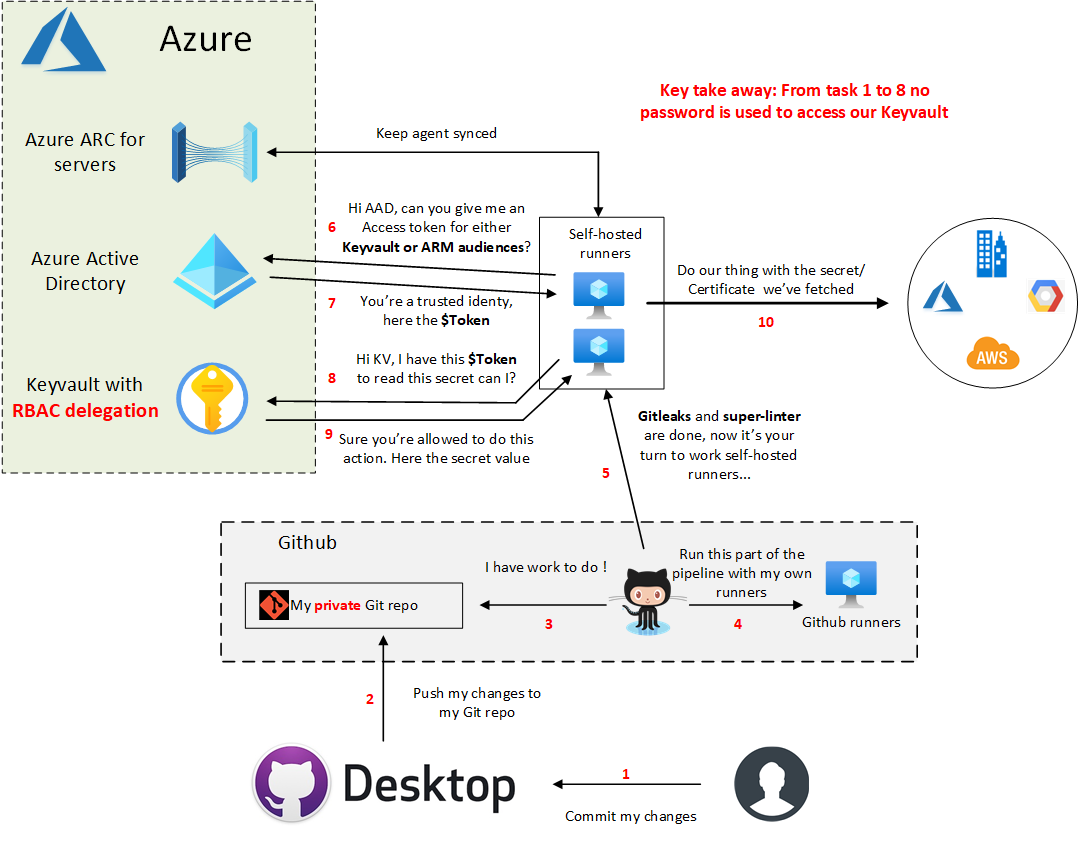 Azure
Key take away: From task 1 to 8 no
password is used to access our Keyvault
Azure ARC for
servers
Keep agent synced
6
Hi AAD, can you give me an
Access token for either
Keyvault or ARM audiences?
Self-hosted
runners
Azure Active
Directory
7
You're a trusted identy,
here the $Token
Do our thing with the secret/
Certificate we've fetched
10
AWS
8
Hi KV, I have this $Token
to read this secret can I?
Keyvault with
RBAC delegation
9
Sure you're allowed to do this
action. Here the secret value
5
Gitleaks and super-linter
are done, now it's your
turn to work self-hosted
runners...
Github
I have work to do !
Run this part of the
pipeline with my own
runners
My private Git repo
3
4
Github runners
2
Push my changes to
my Git repo
Desktop
1
Commit my changes